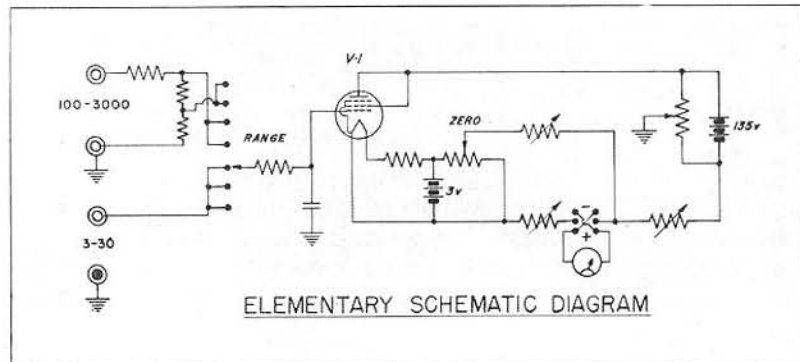 V-1
100-3000
RANGE
ZERO
135v
3v
3-30
-
+
ELEMENTARY SCHEMATIC DIAGRAM